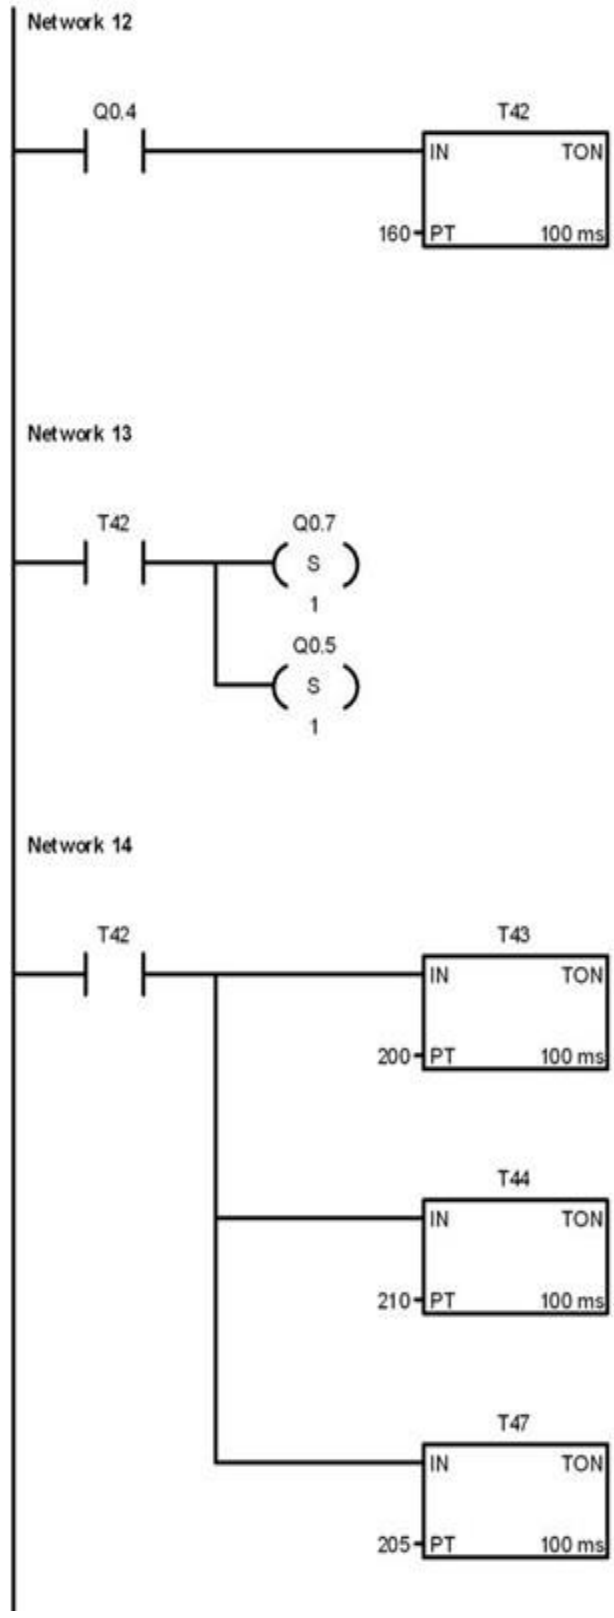 Network 12
Q0.4 T42
IN TON
160 PT 100 ms
Network 13
T42 Q0.7
S
1
Q0.5
S
1
Network 14
T42 T43
IN TON
200 PT 100 ms
T44
IN TON
210 PT 100 ms
T47
IN TON
205 PT 100 ms